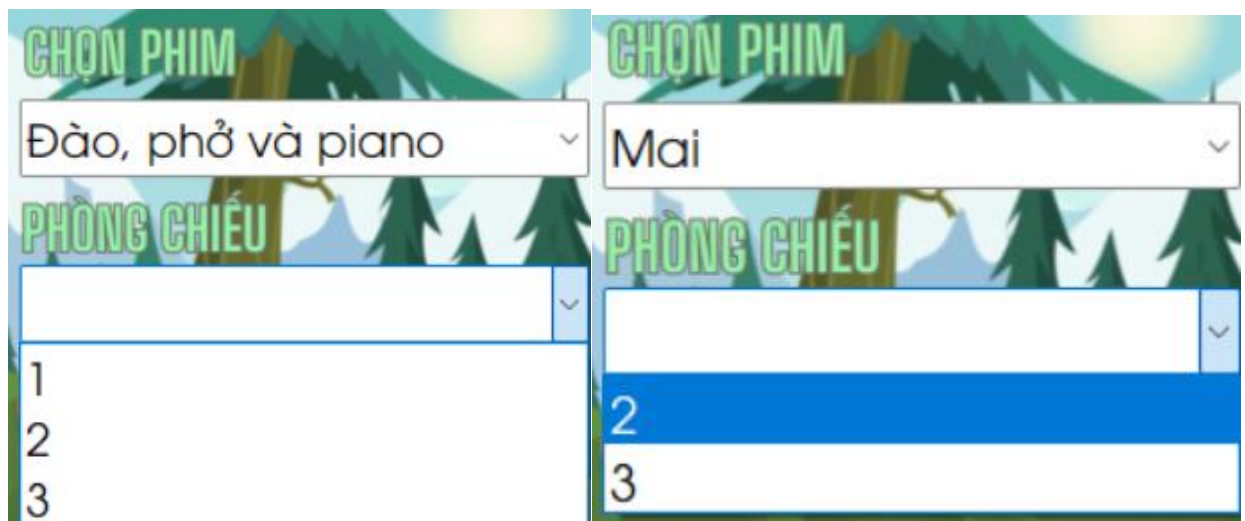 CHỌN PHIM
Đào, phở và piano
PHÒNG CHIẾU
1
2
3
CHỌN PHIM
Mai
PHÒNG CHIẾU
2
3